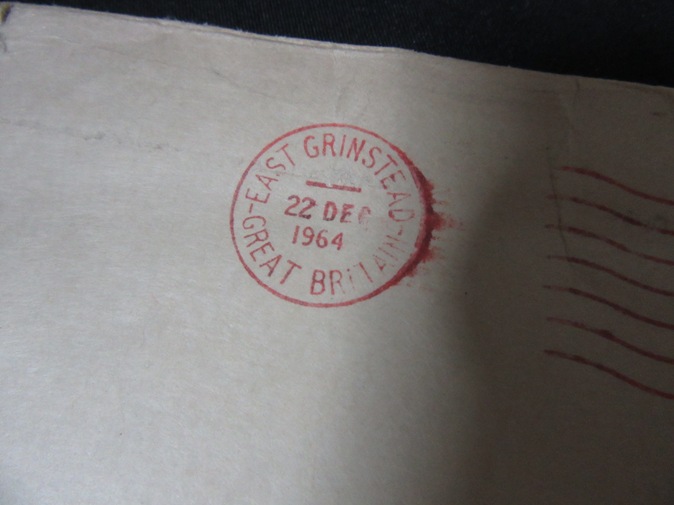 EAST GRINSTEAD
22 DEC
1964
GREAT BRITAIN